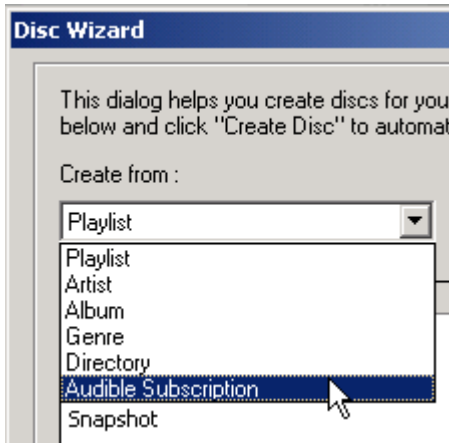 Disc Wizard
This dialog helps you create discs for you
below and click "Create Disc" to automat
Create from :
Playlist
Playlist
Artist
Album
Genre
Directory
Audible Subscription
Snapshot